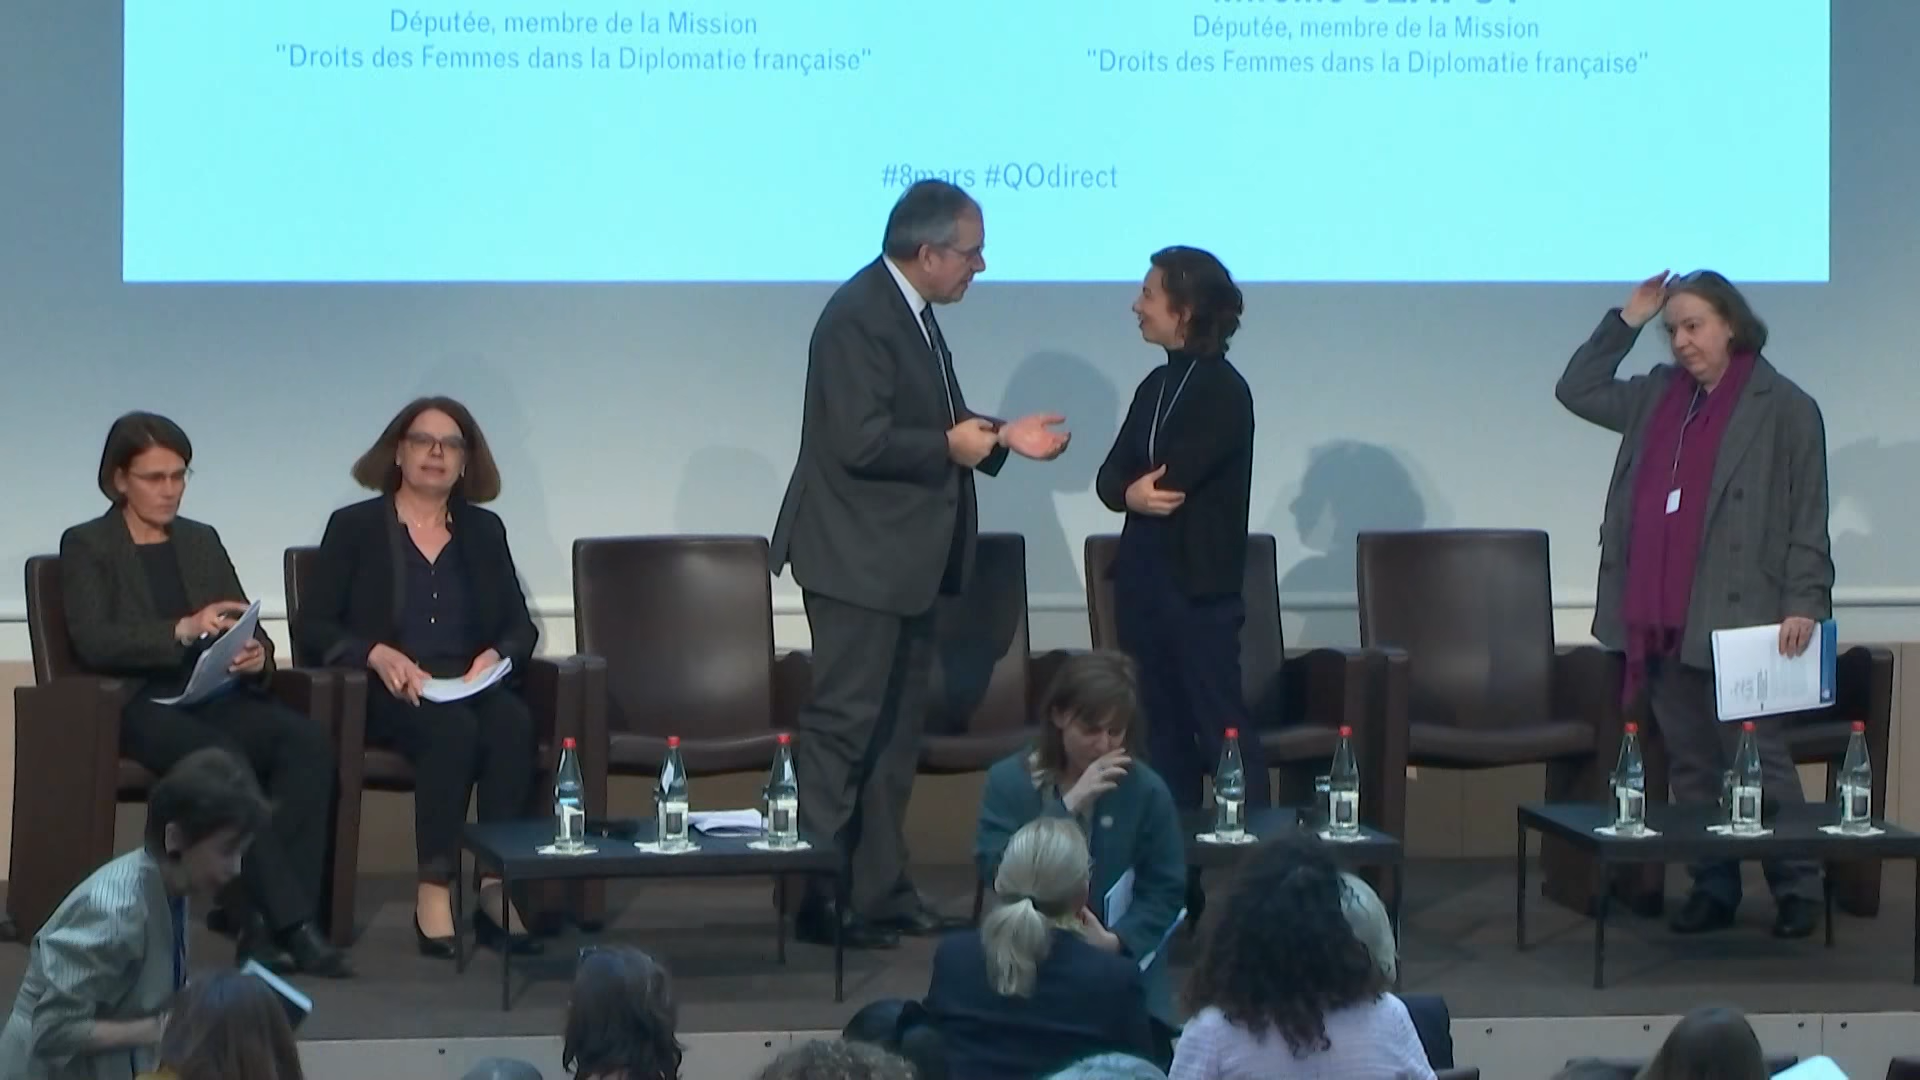 Députée, membre de la Mission
"Droits des Femmes dans la Diplomatie française"
Députée, membre de la Mission
"Droits des Femmes dans la Diplomatie française"
#8mars #QOdirect